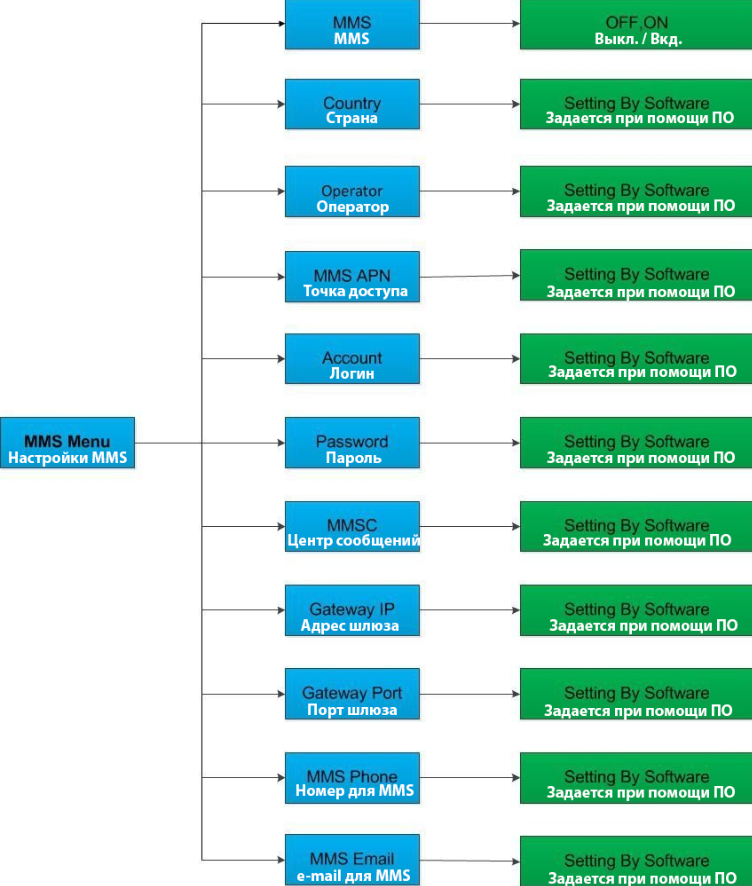 MMS
MMS
OFF,ON
Выкл. / Вкд.
Country
Страна
Setting By Software
Задается при помощи ПО
Operator
Оператор
Setting By Software
Задается при помощи ПО
MMS APN
Точка доступа
Setting By Software
Задается при помощи ПО
Account
Логин
Setting By Software
Задается при помощи ПО
MMS Menu
Настройки MMS
Password
Пароль
Setting By Software
Задается при помощи ПО
MMSC
Центр сообщений
Setting By Software
Задается при помощи ПО
Gateway IP
Адрес шлюза
Setting By Software
Задается при помощи ПО
Gateway Port
Порт шлюза
Setting By Software
Задается при помощи ПО
MMS Phone
Номер для MMS
Setting By Software
Задается при помощи ПО
MMS Email
e-mail для MMS
Setting By Software
Задается при помощи ПО